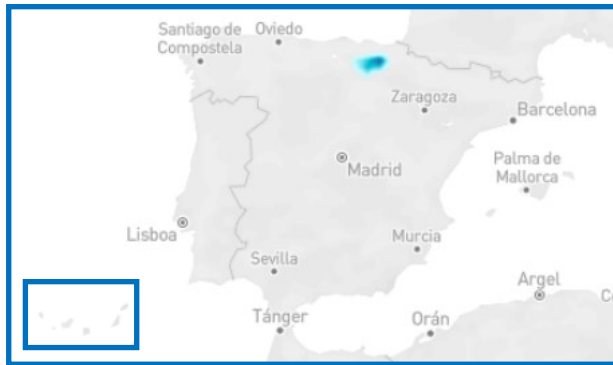 Santiago de
Compostela
Oviedo
Zaragoza
Barcelona
Madrid
Palma de
Mallorca
Lisboa
Murcia
Sevilla
Argel
Tánger
Orán